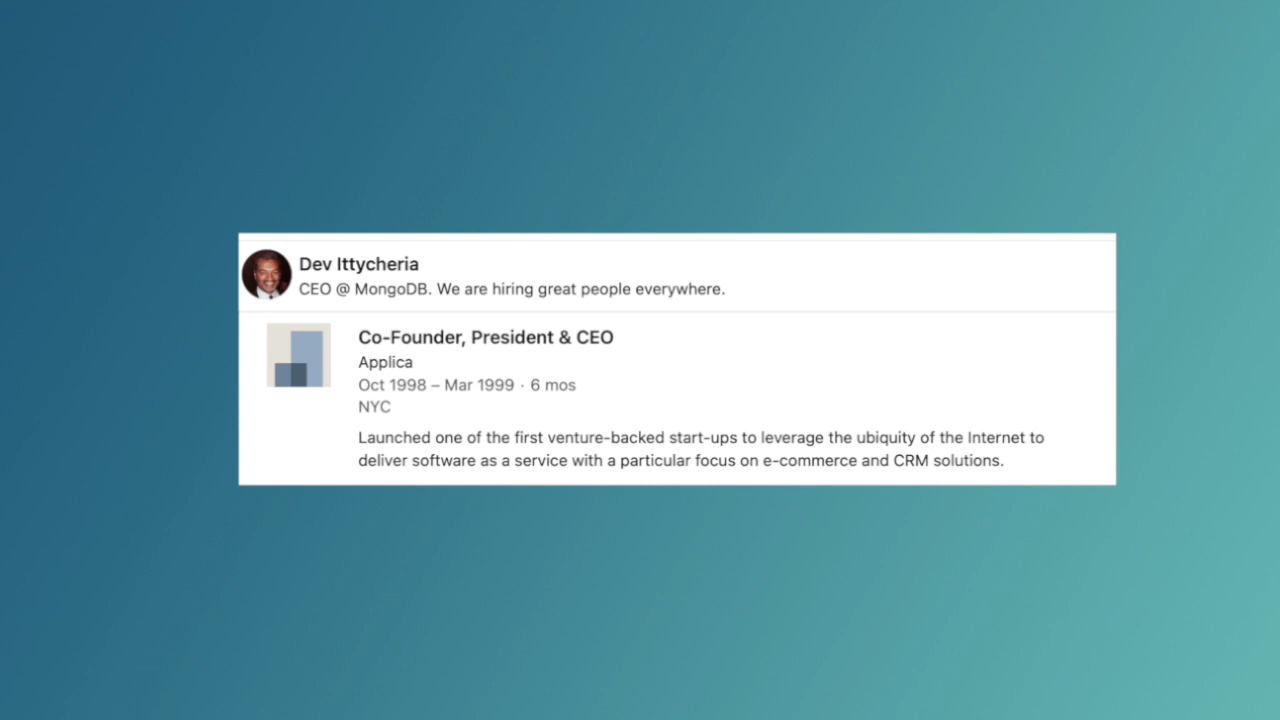 Dev Ittycheria
CEO @ MongoDB. We are hiring great people everywhere.
Co-Founder, President & CEO
Applica
Oct 1998 – Mar 1999 · 6 mos
NYC
Launched one of the first venture-backed start-ups to leverage the ubiquity of the Internet to
deliver software as a service with a particular focus on e-commerce and CRM solutions.